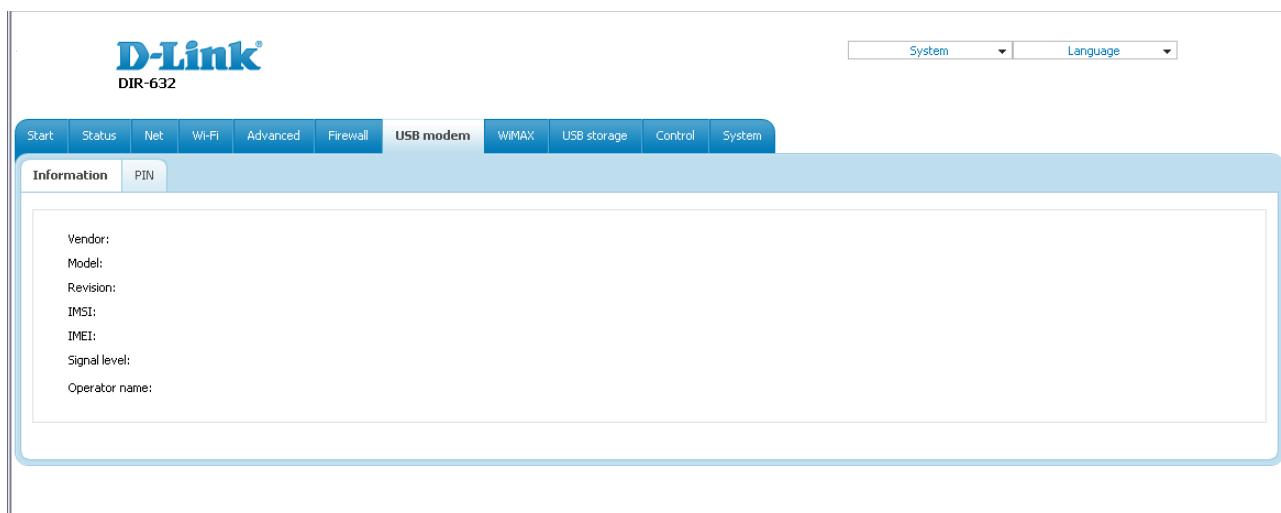 D-Link®
DIR-632
System Language
Start Status Net Wi-Fi Advanced Firewall USB modem WiMAX USB storage Control System
Information PIN
Vendor:
Model:
Revision:
IMSI:
IMEI:
Signal level:
Operator name: